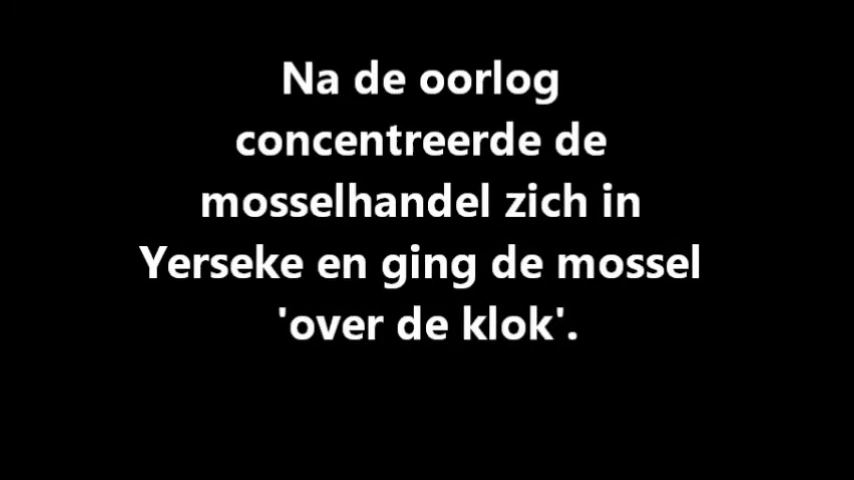 Na de oorlog
concentreerde de
mosselhandel zich in
Yerseke en ging de mossel
'over de klok'.